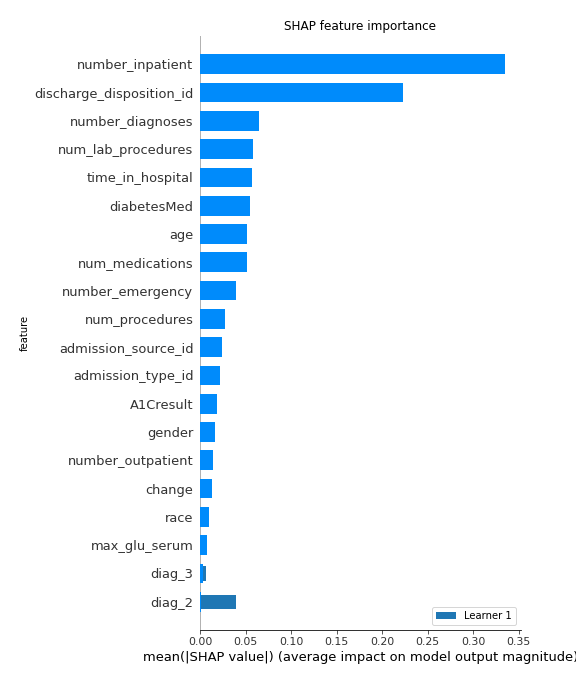 SHAP feature importance
number_inpatient
discharge_disposition_id
number_diagnoses
num_lab_procedures
time_in_hospital
diabetesMed
age
num_medications
number_emergency
num_procedures
admission_source_id
admission_type_id
A1Cresult
gender
number_outpatient
change
race
max_glu_serum
diag_3
diag_2
feature
Learner 1
0.00 0.05 0.10 0.15 0.20 0.25 0.30 0.35
mean(|SHAP value|) (average impact on model output magnitude)